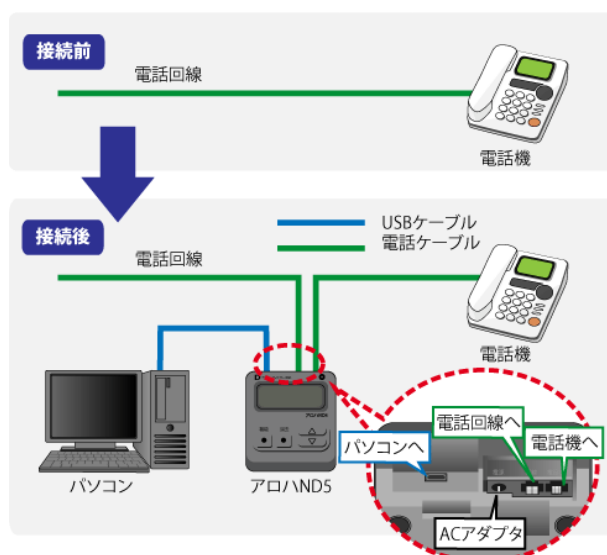 接続前
電話回線
電話機
接続後
USBケーブル
電話ケーブル
電話回線
電話機
電話回線へ
パソコンへ
電話機へ
パソコン
アロハND5
ACアダプタ